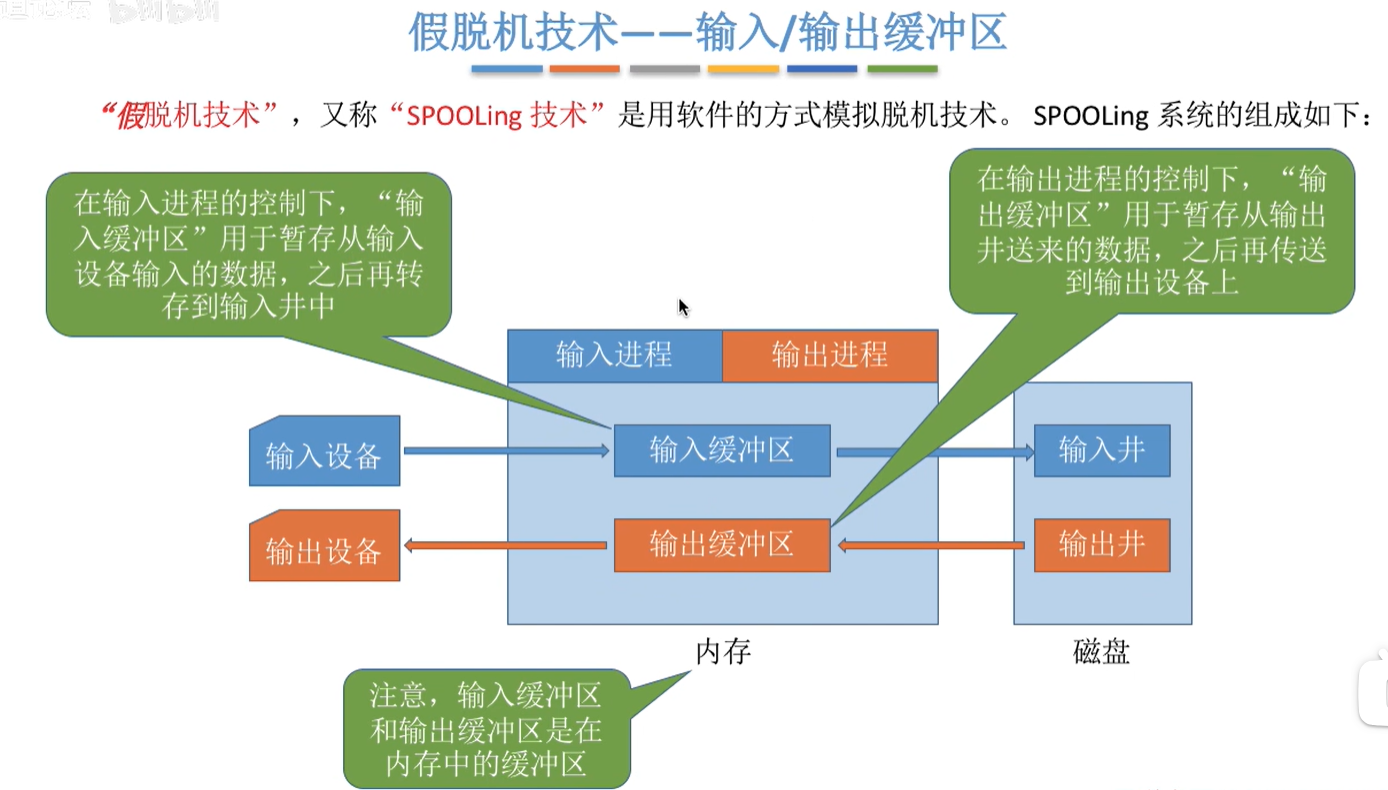 假脱机技术——输入/输出缓冲区
“假脱机技术”，又称“SPOOLing 技术”是用软件的方式模拟脱机技术。 SPOOLing 系统的组成如下：
在输入进程的控制下，“输
入缓冲区”用于暂存从输入
设备输入的数据，之后再转
存到输入井中
在输出进程的控制下，“输
出缓冲区”用于暂存从输出
井送来的数据，之后再传送
到输出设备上
输入进程
输出进程
输入设备
输入缓冲区
输入井
输出设备
输出缓冲区
输出井
内存
磁盘
注意，输入缓冲区
和输出缓冲区是在
内存中的缓冲区